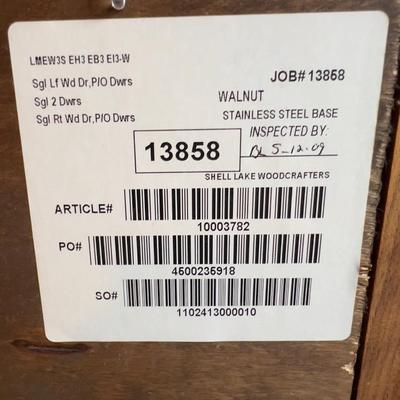 LMEW3S EH3 EB3 EI3-W
JOB# 13858
Sgl Lf Wd Dr,P/O Dwrs
WALNUT
Sgl 2 Dwrs
STAINLESS STEEL BASE
Sgl Rt Wd Dr,P/O Dwrs
INSPECTED BY:
13858
5-12-09
SHELL LAKE WOODCRAFTERS
ARTICLE#
10003782
PO#
4500235918
SO#
1102413000010